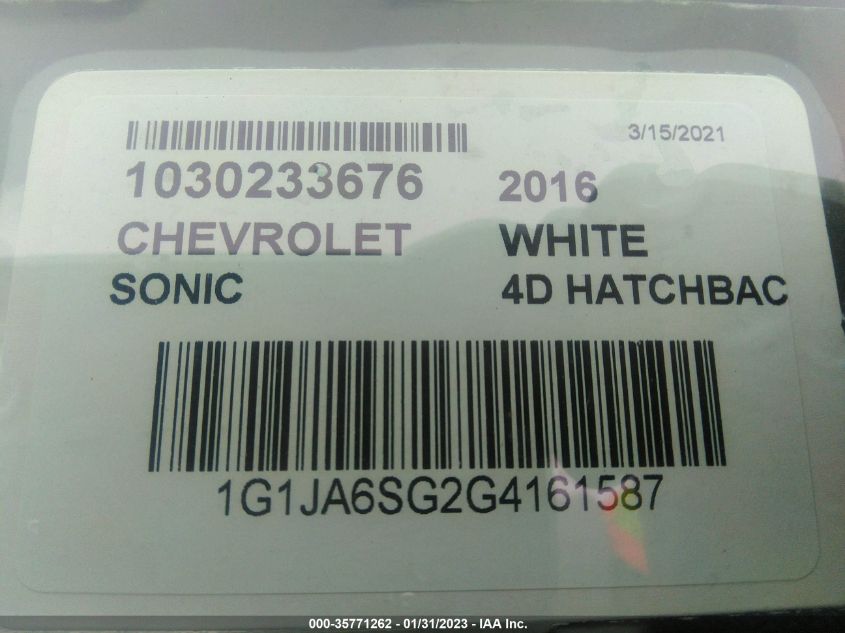 3/15/2021
1030233676 2016
CHEVROLET WHITE
SONIC 4D HATCHBAC
1G1JA6SG2G4161587
000-35771262 - 01/31/2023 - IAA Inc.